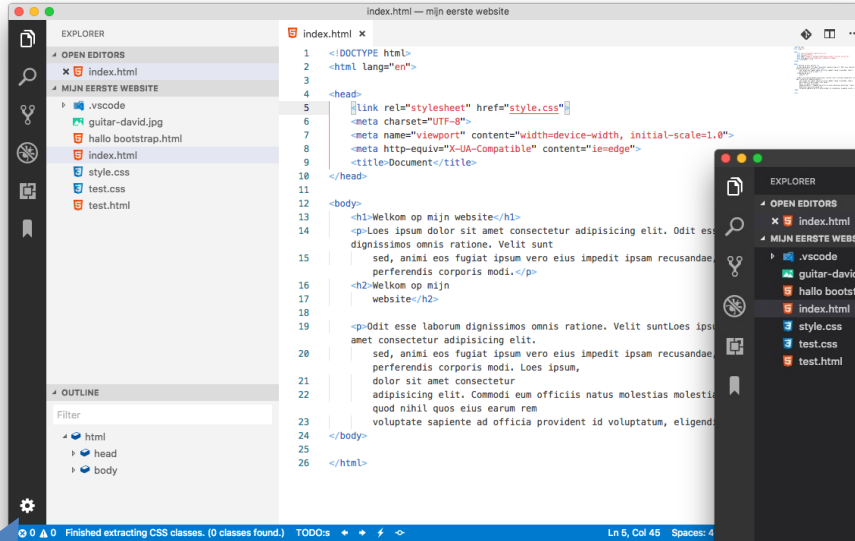 index.html — mijn eerste website
EXPLORER
OPEN EDITORS
index.html
MIJN EERSTE WEBSITE
.vscode
guitar-david.jpg
hallo bootstrap.html
index.html
style.css
test.css
test.html
OUTLINE
Filter
html
head
body
index.html
1 <!DOCTYPE html>
2 <html lang="en">
3
4 <head>
5 <link rel="stylesheet" href="style.css">
6 <meta charset="UTF-8">
7 <meta name="viewport" content="width=device-width, initial-scale=1.0">
8 <meta http-equiv="X-UA-Compatible" content="ie=edge">
9 <title>Document</title>
10 </head>
11
12 <body>
13 <h1>Welkom op mijn website</h1>
14 <p>Loes ipsum dolor sit amet consectetur adipisicing elit. Odit ess
dignissimos omnis ratione. Velit sunt
15 sed, animi eos fugiat ipsum vero eius impedit ipsam recusandae,
perferendis corporis modi.</p>
16 <h2>Welkom op mijn
17 website</h2>
18
19 <p>Odit esse laborum dignissimos omnis ratione. Velit suntLoes ipsu
amet consectetur adipisicing elit.
20 sed, animi eos fugiat ipsum vero eius impedit ipsam recusandae,
perferendis corporis modi. Loes ipsum,
21 dolor sit amet consectetur
22 adipisicing elit. Commodi eum officiis natus molestias molestia
quod nihil quos eius earum rem
23 voluptate sapiente ad officia provident id voluptatum, eligend
24 </body>
25
26 </html>
0 0 Finished extracting CSS classes. (0 classes found.) TODO:s Ln 5, Col 45 Spaces: 4
EXPLORER
OPEN EDITORS
index.html
MIJN EERSTE WEBS
.vscode
guitar-david
hallo bootst
index.html
style.css
test.css
test.html